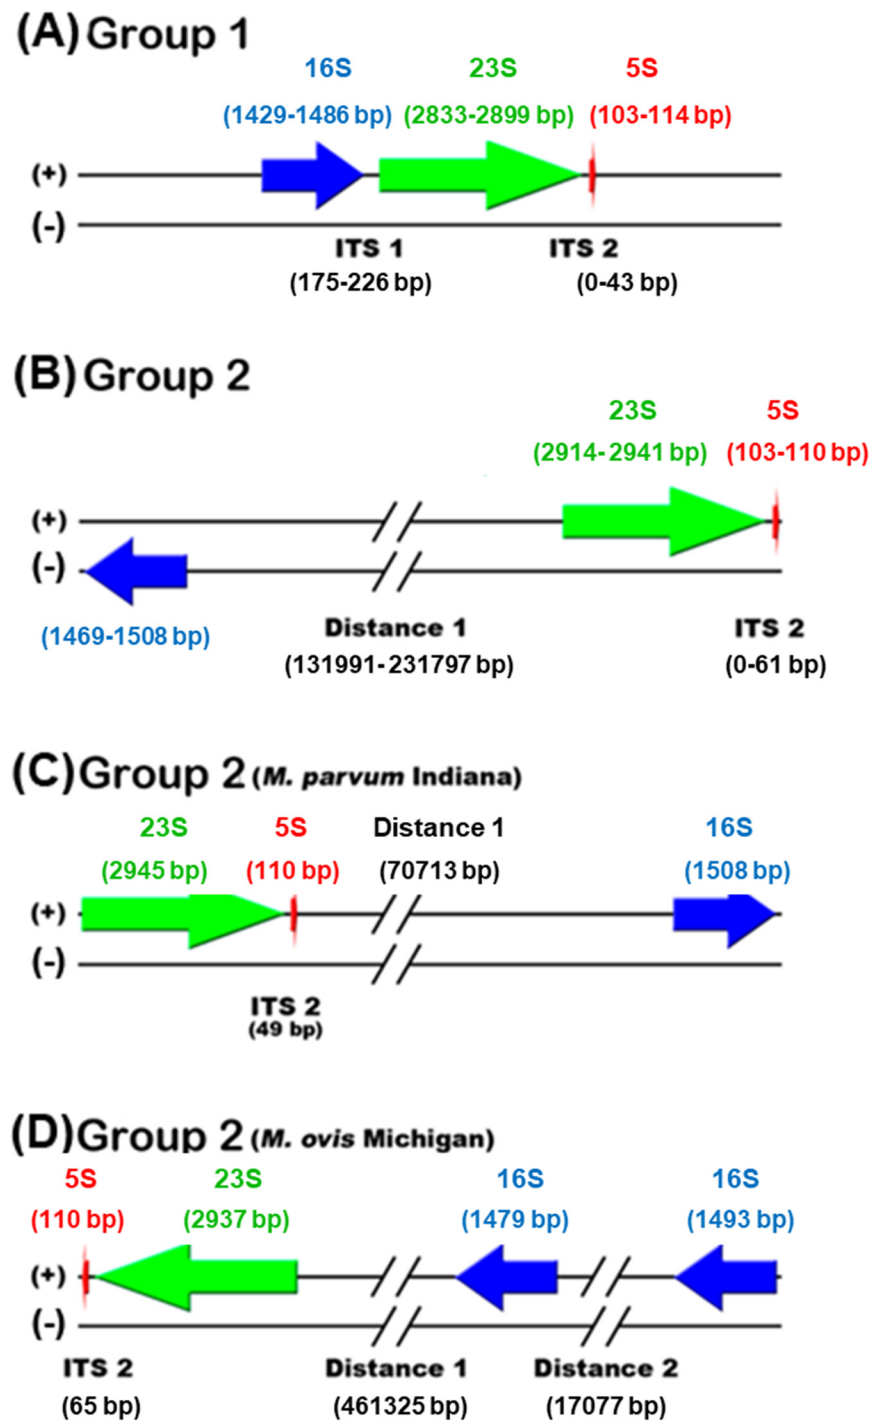 (A) Group 1
16S 23S 5S
(1429-1486 bp) (2833-2899 bp) (103-114 bp)
(+)
(-)
ITS 1 ITS 2
(175-226 bp) (0-43 bp)
(B) Group 2
23S 5S
(2914-2941 bp) (103-110 bp)
(+)
(-)
(1469-1508 bp) Distance 1 ITS 2
(131991-231797 bp) (0-61 bp)
(C) Group 2 (M. parvum Indiana)
23S 5S Distance 1 16S
(2945 bp) (110 bp) (70713 bp) (1508 bp)
(+)
(-)
ITS 2
(49 bp)
(D) Group 2 (M. ovis Michigan)
5S 23S 16S 16S
(110 bp) (2937 bp) (1479 bp) (1493 bp)
(+)
(-)
ITS 2 Distance 1 Distance 2
(65 bp) (461325 bp) (17077 bp)